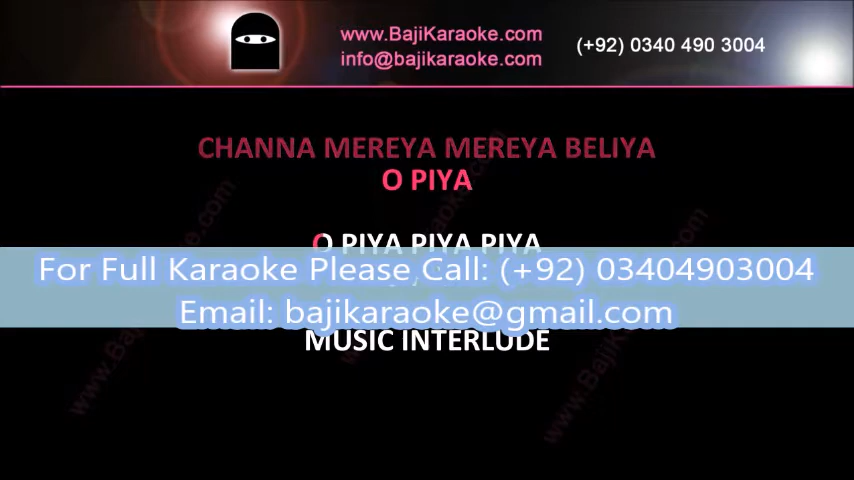 www.BajiKaraoke.com
info@bajikaraoke.com
(+92) 0340 490 3004
CHANNA MEREYA MEREYA BELIYA
O PIYA
O PIYA PIYA PIYA
For Full Karaoke Please Call: (+92) 03404903004
Email: bajikaraoke@gmail.com
MUSIC INTERLUDE